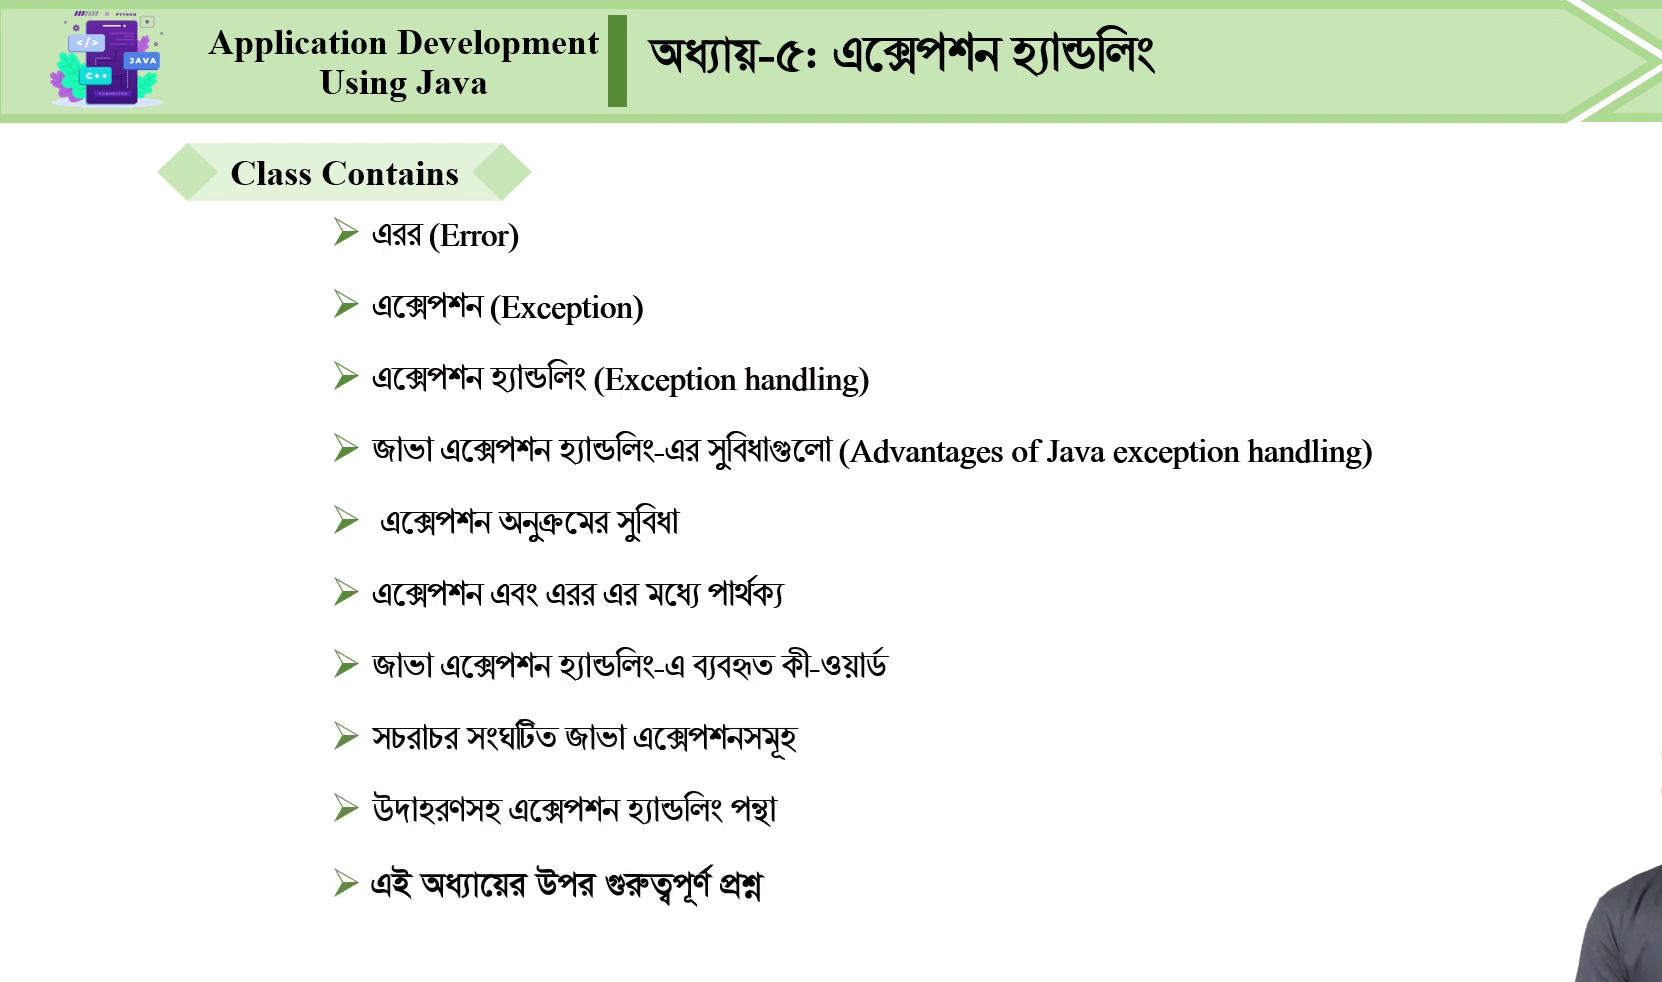 Application Development
Using Java
অধ্যায়-৫: এক্সেপশন হ্যান্ডলিং
PYTHON
</>
JAVA
C++
Class Contains
এরর (Error)
এক্সেপশন (Exception)
এক্সেপশন হ্যান্ডলিং (Exception handling)
জাভা এক্সেপশন হ্যান্ডলিং-এর সুবিধাগুলো (Advantages of Java exception handling)
এক্সেপশন অনুক্রমের সুবিধা
এক্সেপশন এবং এরর এর মধ্যে পার্থক্য
জাভা এক্সেপশন হ্যান্ডলিং-এ ব্যবহৃত কী-ওয়ার্ড
সচরাচর সংঘটিত জাভা এক্সেপশনসমূহ
উদাহরণসহ এক্সেপশন হ্যান্ডলিং পন্থা
এই অধ্যায়ের উপর গুরুত্বপূর্ণ প্রশ্ন